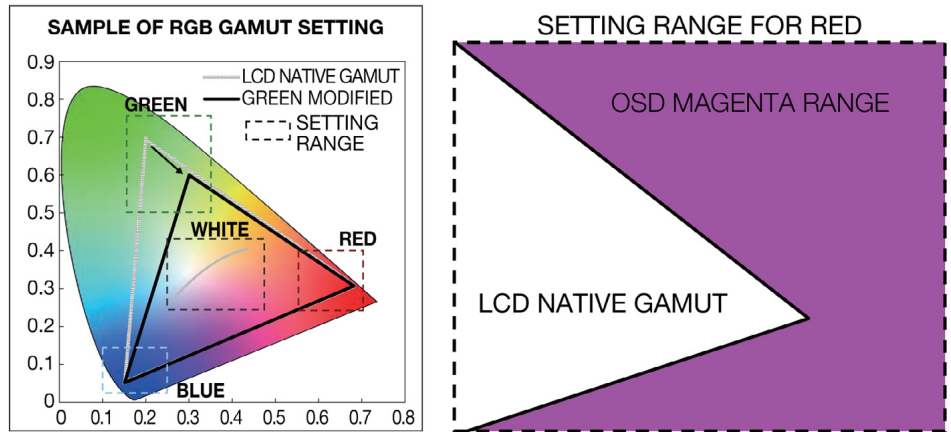 SAMPLE OF RGB GAMUT SETTING
0.9
0.8
0.7
0.6
0.5
0.4
0.3
0.2
0.1
0
0 0.1 0.2 0.3 0.4 0.5 0.6 0.7 0.8
LCD NATIVE GAMUT
GREEN MODIFIED
SETTING
RANGE
GREEN
WHITE
RED
BLUE
SETTING RANGE FOR RED
OSD MAGENTA RANGE
LCD NATIVE GAMUT